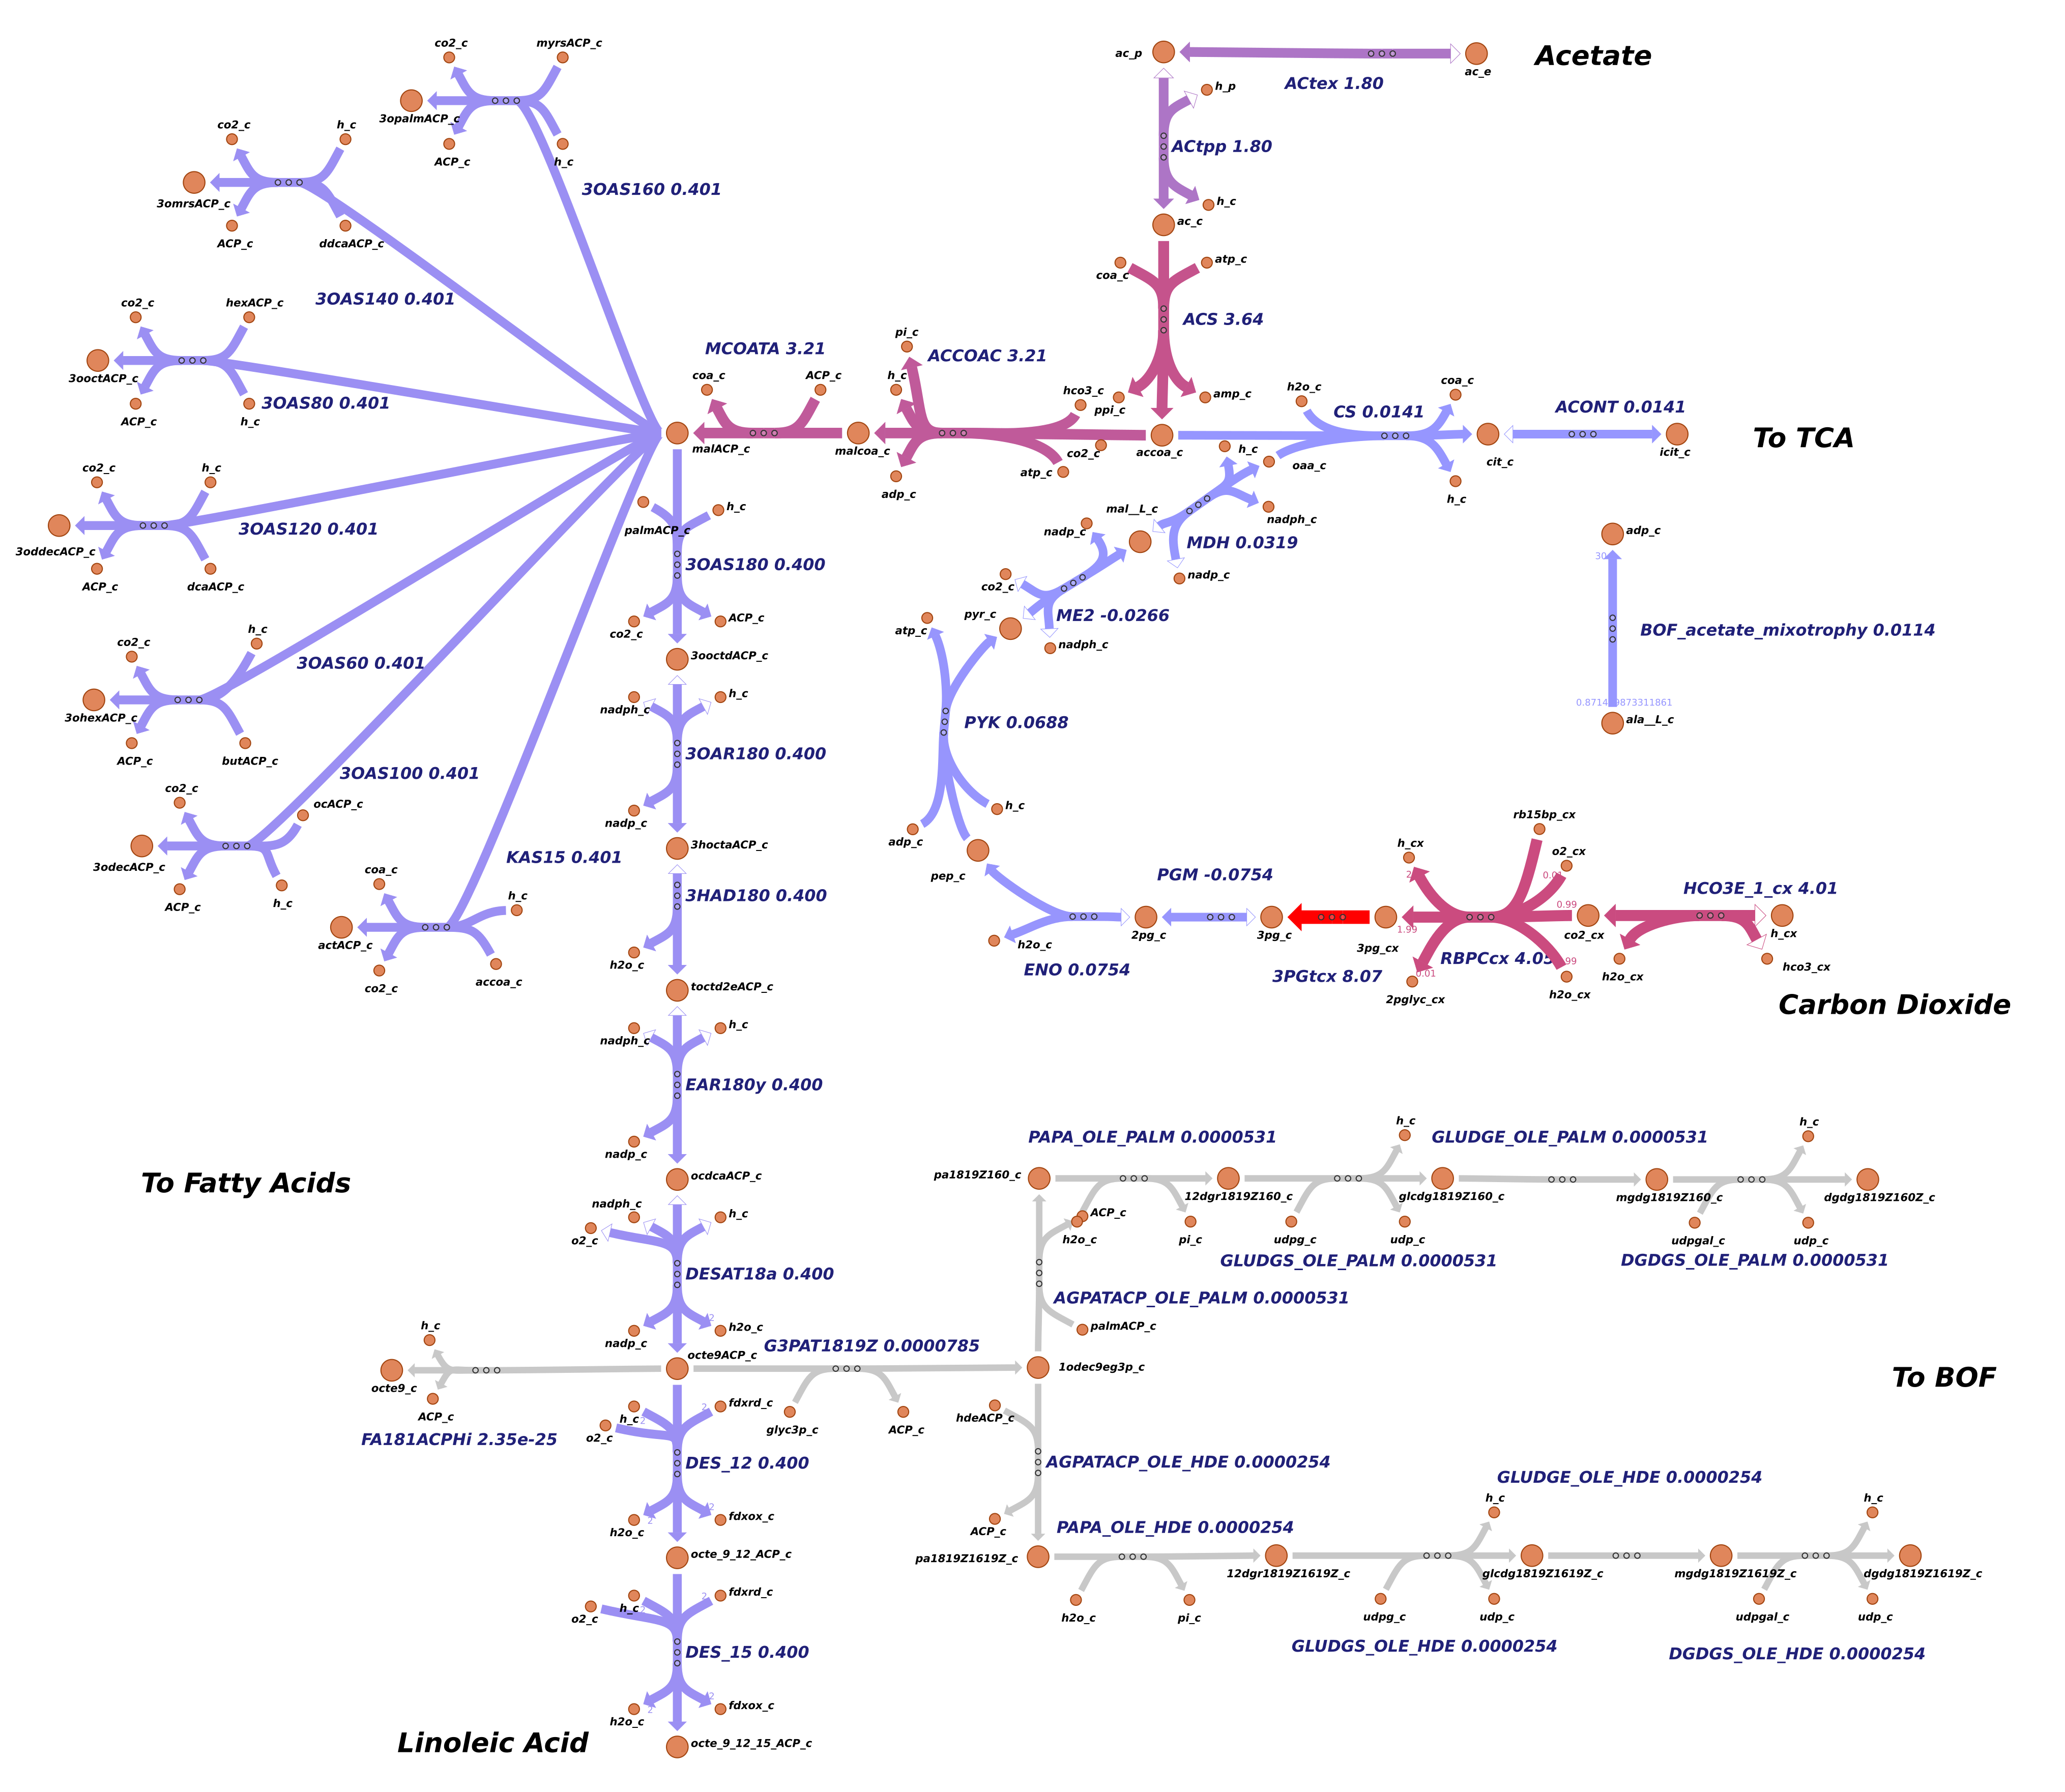 co2_c
myrsACP_c
3opalmACP_c
ACP_c
h_c
3OAS160 0.401
co2_c
h_c
3omrsACP_c
ACP_c
ddcaACP_c
3OAS140 0.401
co2_c
hexACP_c
3ooctACP_c
ACP_c
h_c
3OAS80 0.401
co2_c
h_c
3oddecACP_c
ACP_c
dcaACP_c
3OAS120 0.401
co2_c
h_c
3ohexACP_c
ACP_c
butACP_c
3OAS60 0.401
co2_c
ocACP_c
3odecACP_c
ACP_c
h_c
3OAS100 0.401
coa_c
h_c
actACP_c
co2_c
accoa_c
KAS15 0.401
ac_p
ac_e
Acetate
ACtex 1.80
h_p
ACtpp 1.80
h_c
ac_c
coa_c
atp_c
ACS 3.64
ppi_c
amp_c
accoa_c
MCOATA 3.21
coa_c
ACP_c
malACP_c
malcoa_c
pi_c
ACCOAC 3.21
h_c
hco3_c
co2_c
atp_c
adp_c
h2o_c
CS 0.0141
coa_c
ACONT 0.0141
h_c
oaa_c
cit_c
icit_c
h_c
To TCA
mal__L_c
nadph_c
MDH 0.0319
nadp_c
nadp_c
co2_c
pyr_c
ME2 -0.0266
nadph_c
atp_c
PYK 0.0688
adp_c
h_c
pep_c
ENO 0.0754
h2o_c
2pg_c
PGM -0.0754
3pg_c
3PGtcx 8.07
3pg_cx
h_cx
rb15bp_cx
o2_cx
0.99
1.99
0.01
RBPCcx 4.05
2pglyc_cx
h2o_cx
co2_cx
HCO3E_1_cx 4.01
h_cx
h2o_cx
hco3_cx
Carbon Dioxide
adp_c
BOF_acetate_mixotrophy 0.0114
ala__L_c
palmACP_c
h_c
3OAS180 0.400
co2_c
ACP_c
3ooctdACP_c
nadph_c
h_c
3OAR180 0.400
nadp_c
3hoctaACP_c
3HAD180 0.400
h2o_c
toctd2eACP_c
nadph_c
h_c
EAR180y 0.400
nadp_c
To Fatty Acids
ocdcaACP_c
nadph_c
h_c
o2_c
DESAT18a 0.400
nadp_c
2
h2o_c
octe9ACP_c
h_c
octe9_c
ACP_c
FA181ACPHi 2.35e-25
G3PAT1819Z 0.0000785
glyc3p_c
ACP_c
1odec9eg3p_c
h_c
2
2
fdxrd_c
o2_c
DES_12 0.400
h2o_c
2
2
fdxox_c
octe_9_12_ACP_c
h_c
2
fdxrd_c
o2_c
DES_15 0.400
h2o_c
2
2
fdxox_c
octe_9_12_15_ACP_c
Linoleic Acid
PAPA_OLE_PALM 0.0000531
pa1819Z160_c
ACP_c
h2o_c
pi_c
12dgr1819Z160_c
h_c
udpg_c
udp_c
GLUDGS_OLE_PALM 0.0000531
glcdg1819Z160_c
GLUDGE_OLE_PALM 0.0000531
mgdg1819Z160_c
h_c
udpgal_c
udp_c
dgdg1819Z160Z_c
DGDGS_OLE_PALM 0.0000531
AGPATACP_OLE_PALM 0.0000531
palmACP_c
To BOF
hdeACP_c
AGPATACP_OLE_HDE 0.0000254
ACP_c
PAPA_OLE_HDE 0.0000254
pa1819Z1619Z_c
h2o_c
pi_c
12dgr1819Z1619Z_c
h_c
udpg_c
udp_c
GLUDGS_OLE_HDE 0.0000254
glcdg1819Z1619Z_c
GLUDGE_OLE_HDE 0.0000254
mgdg1819Z1619Z_c
h_c
udpgal_c
udp_c
dgdg1819Z1619Z_c
DGDGS_OLE_HDE 0.0000254